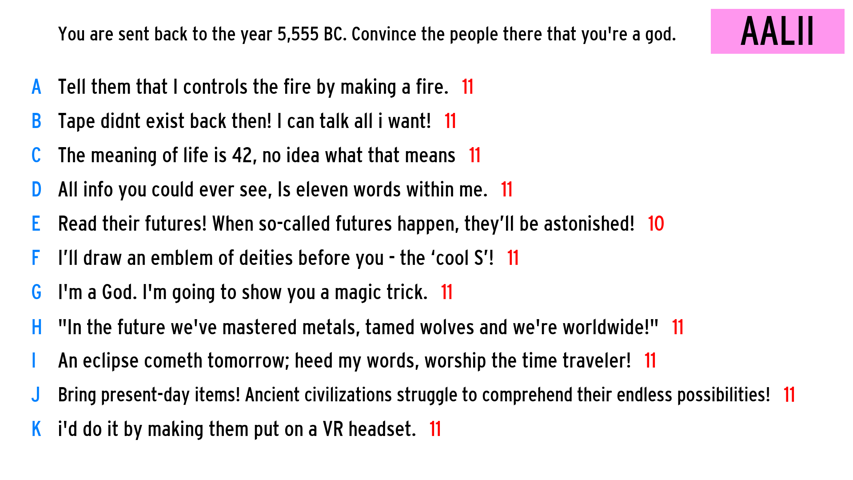 You are sent back to the year 5,555 BC. Convince the people there that you're a god.
AALII
A Tell them that I controls the fire by making a fire. 11
B Tape didnt exist back then! I can talk all i want! 11
C The meaning of life is 42, no idea what that means 11
D All info you could ever see, Is eleven words within me. 11
E Read their futures! When so-called futures happen, they’ll be astonished! 10
F I’ll draw an emblem of deities before you - the ‘cool S’! 11
G I'm a God. I'm going to show you a magic trick. 11
H "In the future we've mastered metals, tamed wolves and we're worldwide!" 11
I An eclipse cometh tomorrow; heed my words, worship the time traveler! 11
J Bring present-day items! Ancient civilizations struggle to comprehend their endless possibilities! 11
K i'd do it by making them put on a VR headset. 11